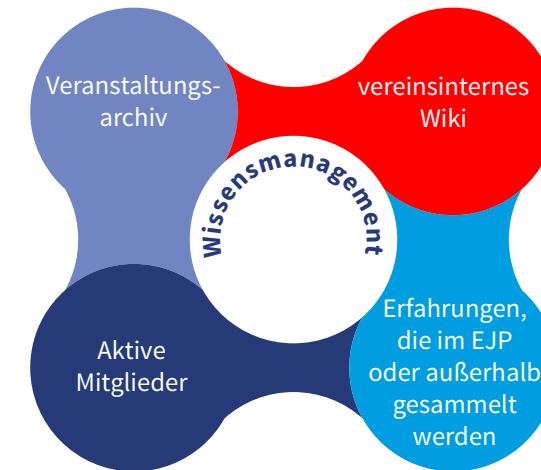 Veranstaltungs-
archiv
vereinsinternes
Wiki
Wissensmanagement
Aktive
Mitglieder
Erfahrungen,
die im EJP
oder außerhalb
gesammelt
werden